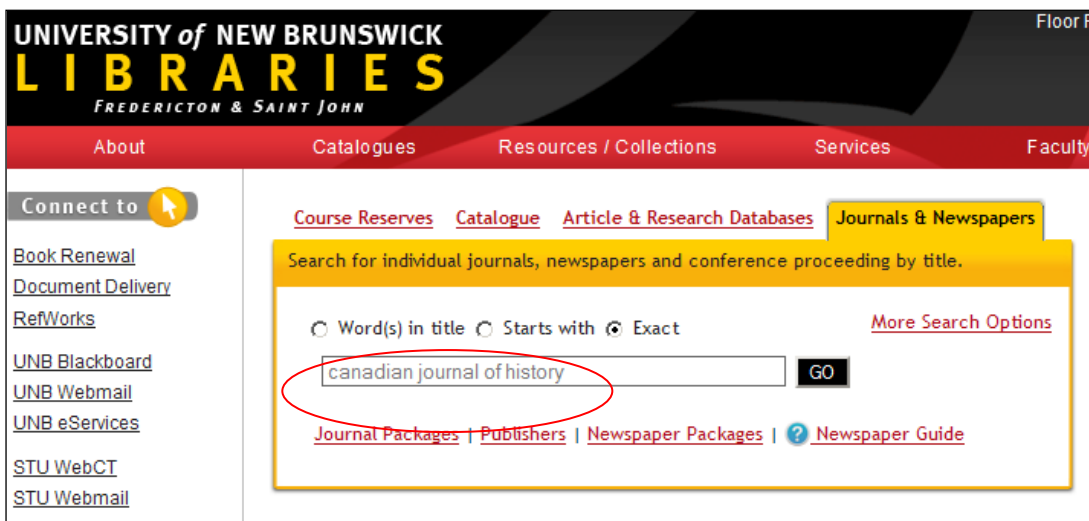 Floor
UNIVERSITY of NEW BRUNSWICK
LIBRARIES
FREDERICTON & SAINT JOHN
About Catalogues Resources / Collections Services Faculty
Connect to
Book Renewal
Document Delivery
RefWorks
UNB Blackboard
UNB Webmail
UNB eServices
STU WebCT
STU Webmail
Course Reserves Catalogue Article & Research Databases Journals & Newspapers
Search for individual journals, newspapers and conference proceeding by title.
Word(s) in title Starts with Exact More Search Options
canadian journal of history GO
Journal Packages | Publishers | Newspaper Packages | ? Newspaper Guide